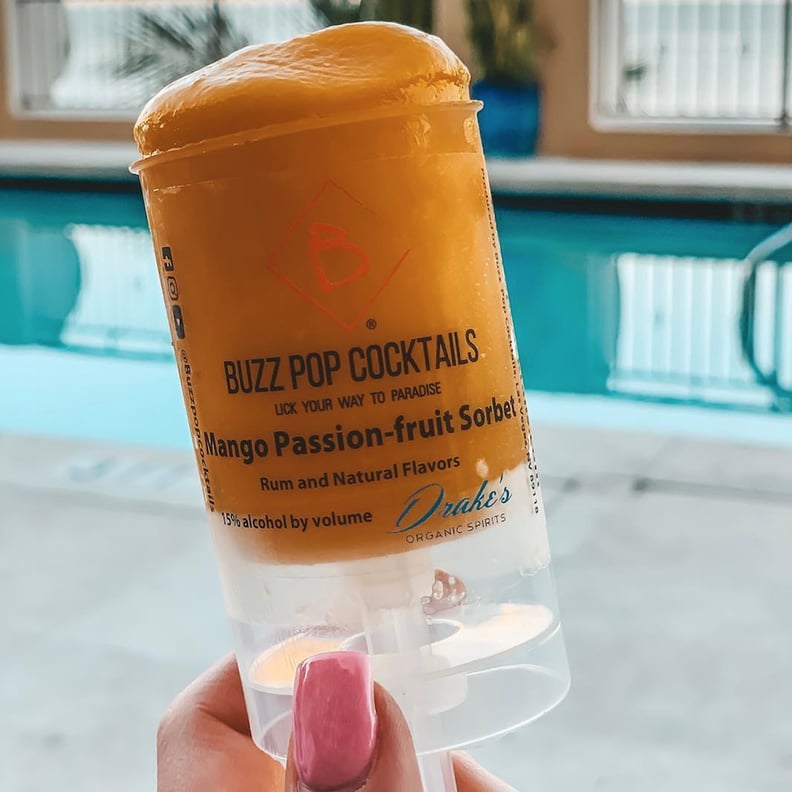 B
®
BUZZ POP COCKTAILS
LICK YOUR WAY TO PARADISE
Mango Passion-fruit Sorbet
Rum and Natural Flavors
15% alcohol by volume
Drake's
ORGANIC SPIRITS
@Buzzpopcocktails